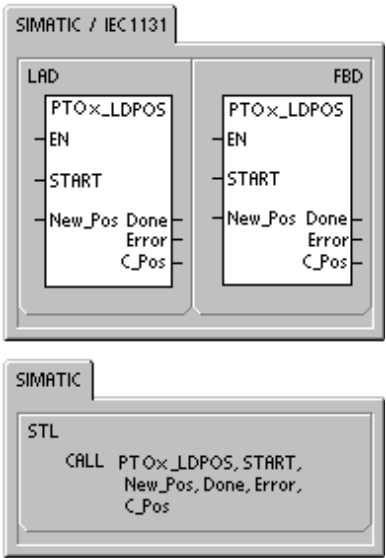 SIMATIC / IEC1131
LAD
FBD
PTOx_LDPOS
EN
START
New_Pos Done
Error
C_Pos
PTOx_LDPOS
EN
START
New_Pos Done
Error
C_Pos
SIMATIC
STL
CALL PTOx_LDPOS, START,
New_Pos, Done, Error,
C_Pos